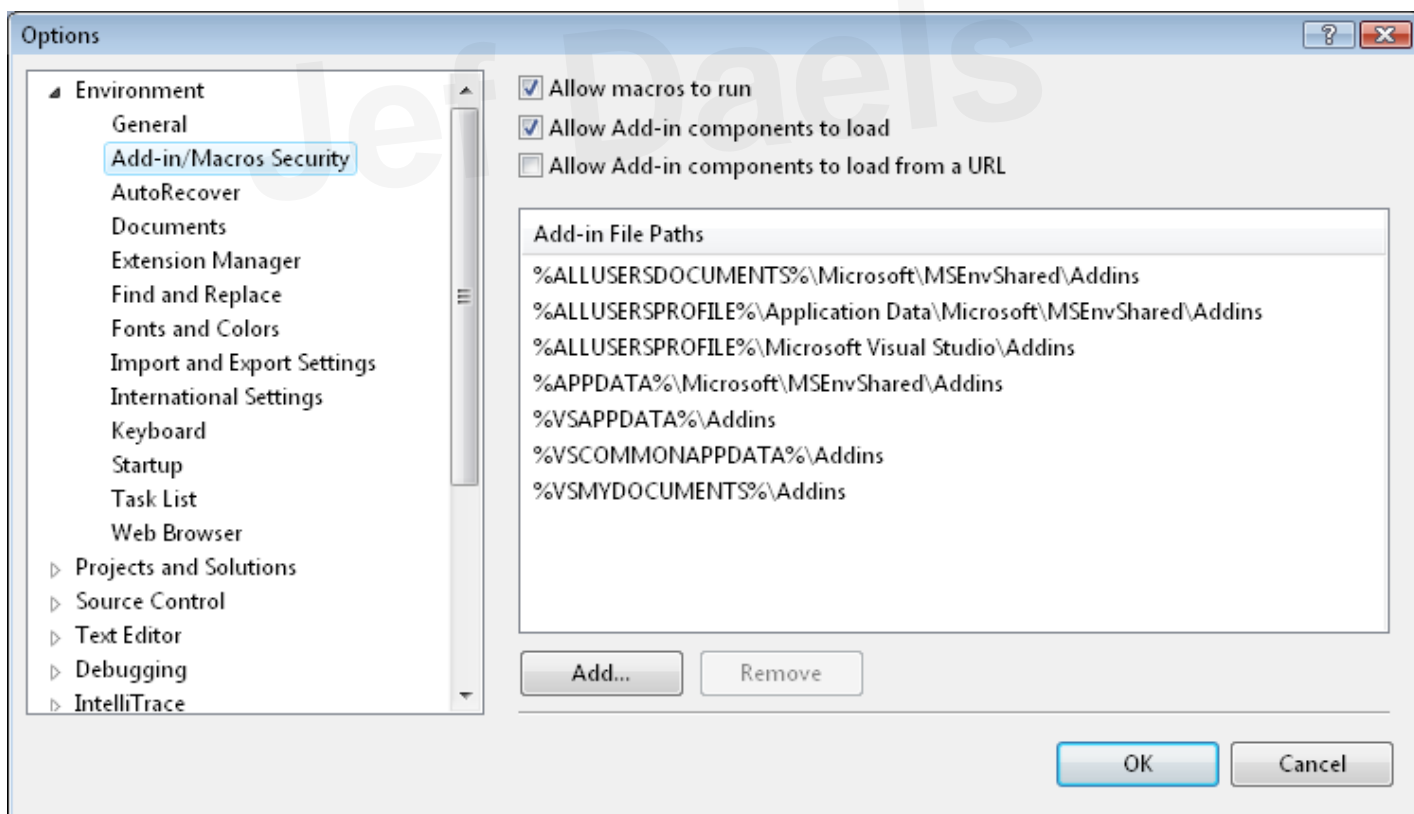 Options
Environment
General
Add-in/Macros Security
AutoRecover
Documents
Extension Manager
Find and Replace
Fonts and Colors
Import and Export Settings
International Settings
Keyboard
Startup
Task List
Web Browser
Projects and Solutions
Source Control
Text Editor
Debugging
IntelliTrace
Allow macros to run
Allow Add-in components to load
Allow Add-in components to load from a URL
Add-in File Paths
%ALLUSERSDOCUMENTS%\Microsoft\MSEnvShared\Addins
%ALLUSERSPROFILE%\Application Data\Microsoft\MSEnvShared\Addins
%ALLUSERSPROFILE%\Microsoft Visual Studio\Addins
%APPDATA%\Microsoft\MSEnvShared\Addins
%VSAPPDATA%\Addins
%VSCOMMONAPPDATA%\Addins
%VSMYDOCUMENTS%\Addins
Add...
Remove
OK
Cancel
Jef Daels